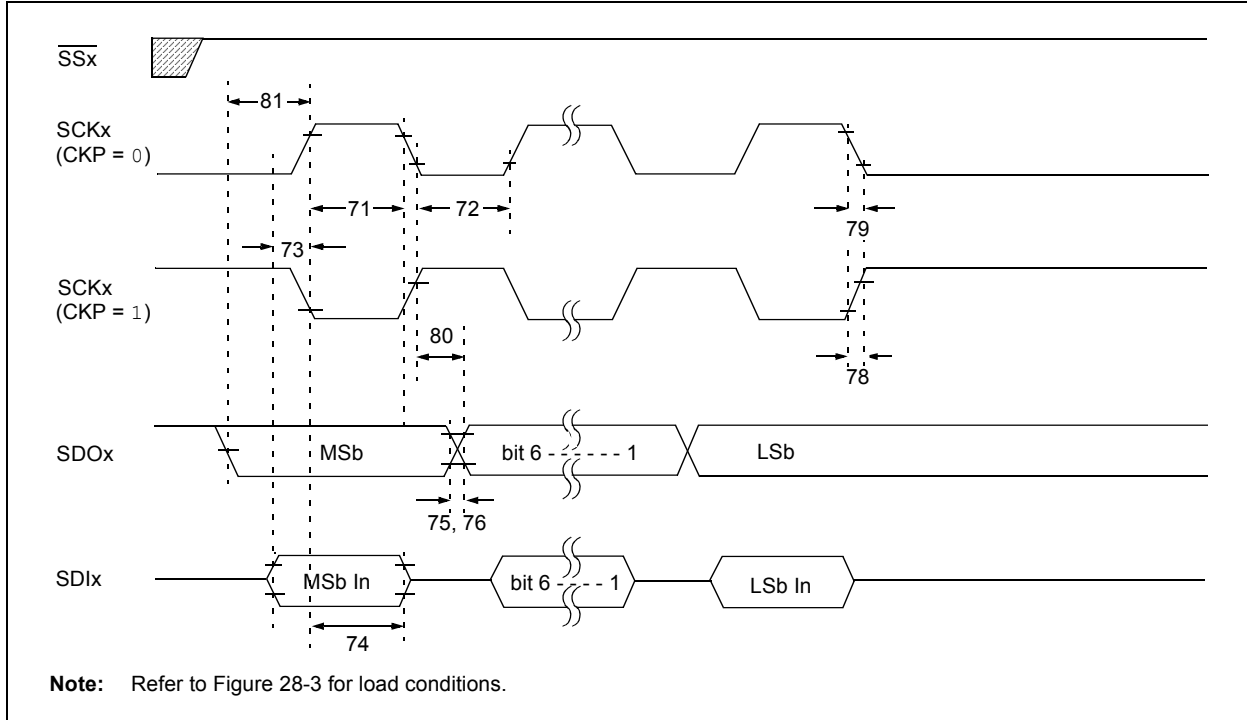 SSx
81
SCKx
(CKP = 0)
71
72
79
73
SCKx
(CKP = 1)
80
78
SDOx
MSb
bit 6 - - - - - - 1
LSb
75, 76
SDIx
MSb In
bit 6 - - - - - 1
LSb In
74
Note: Refer to Figure 28-3 for load conditions.